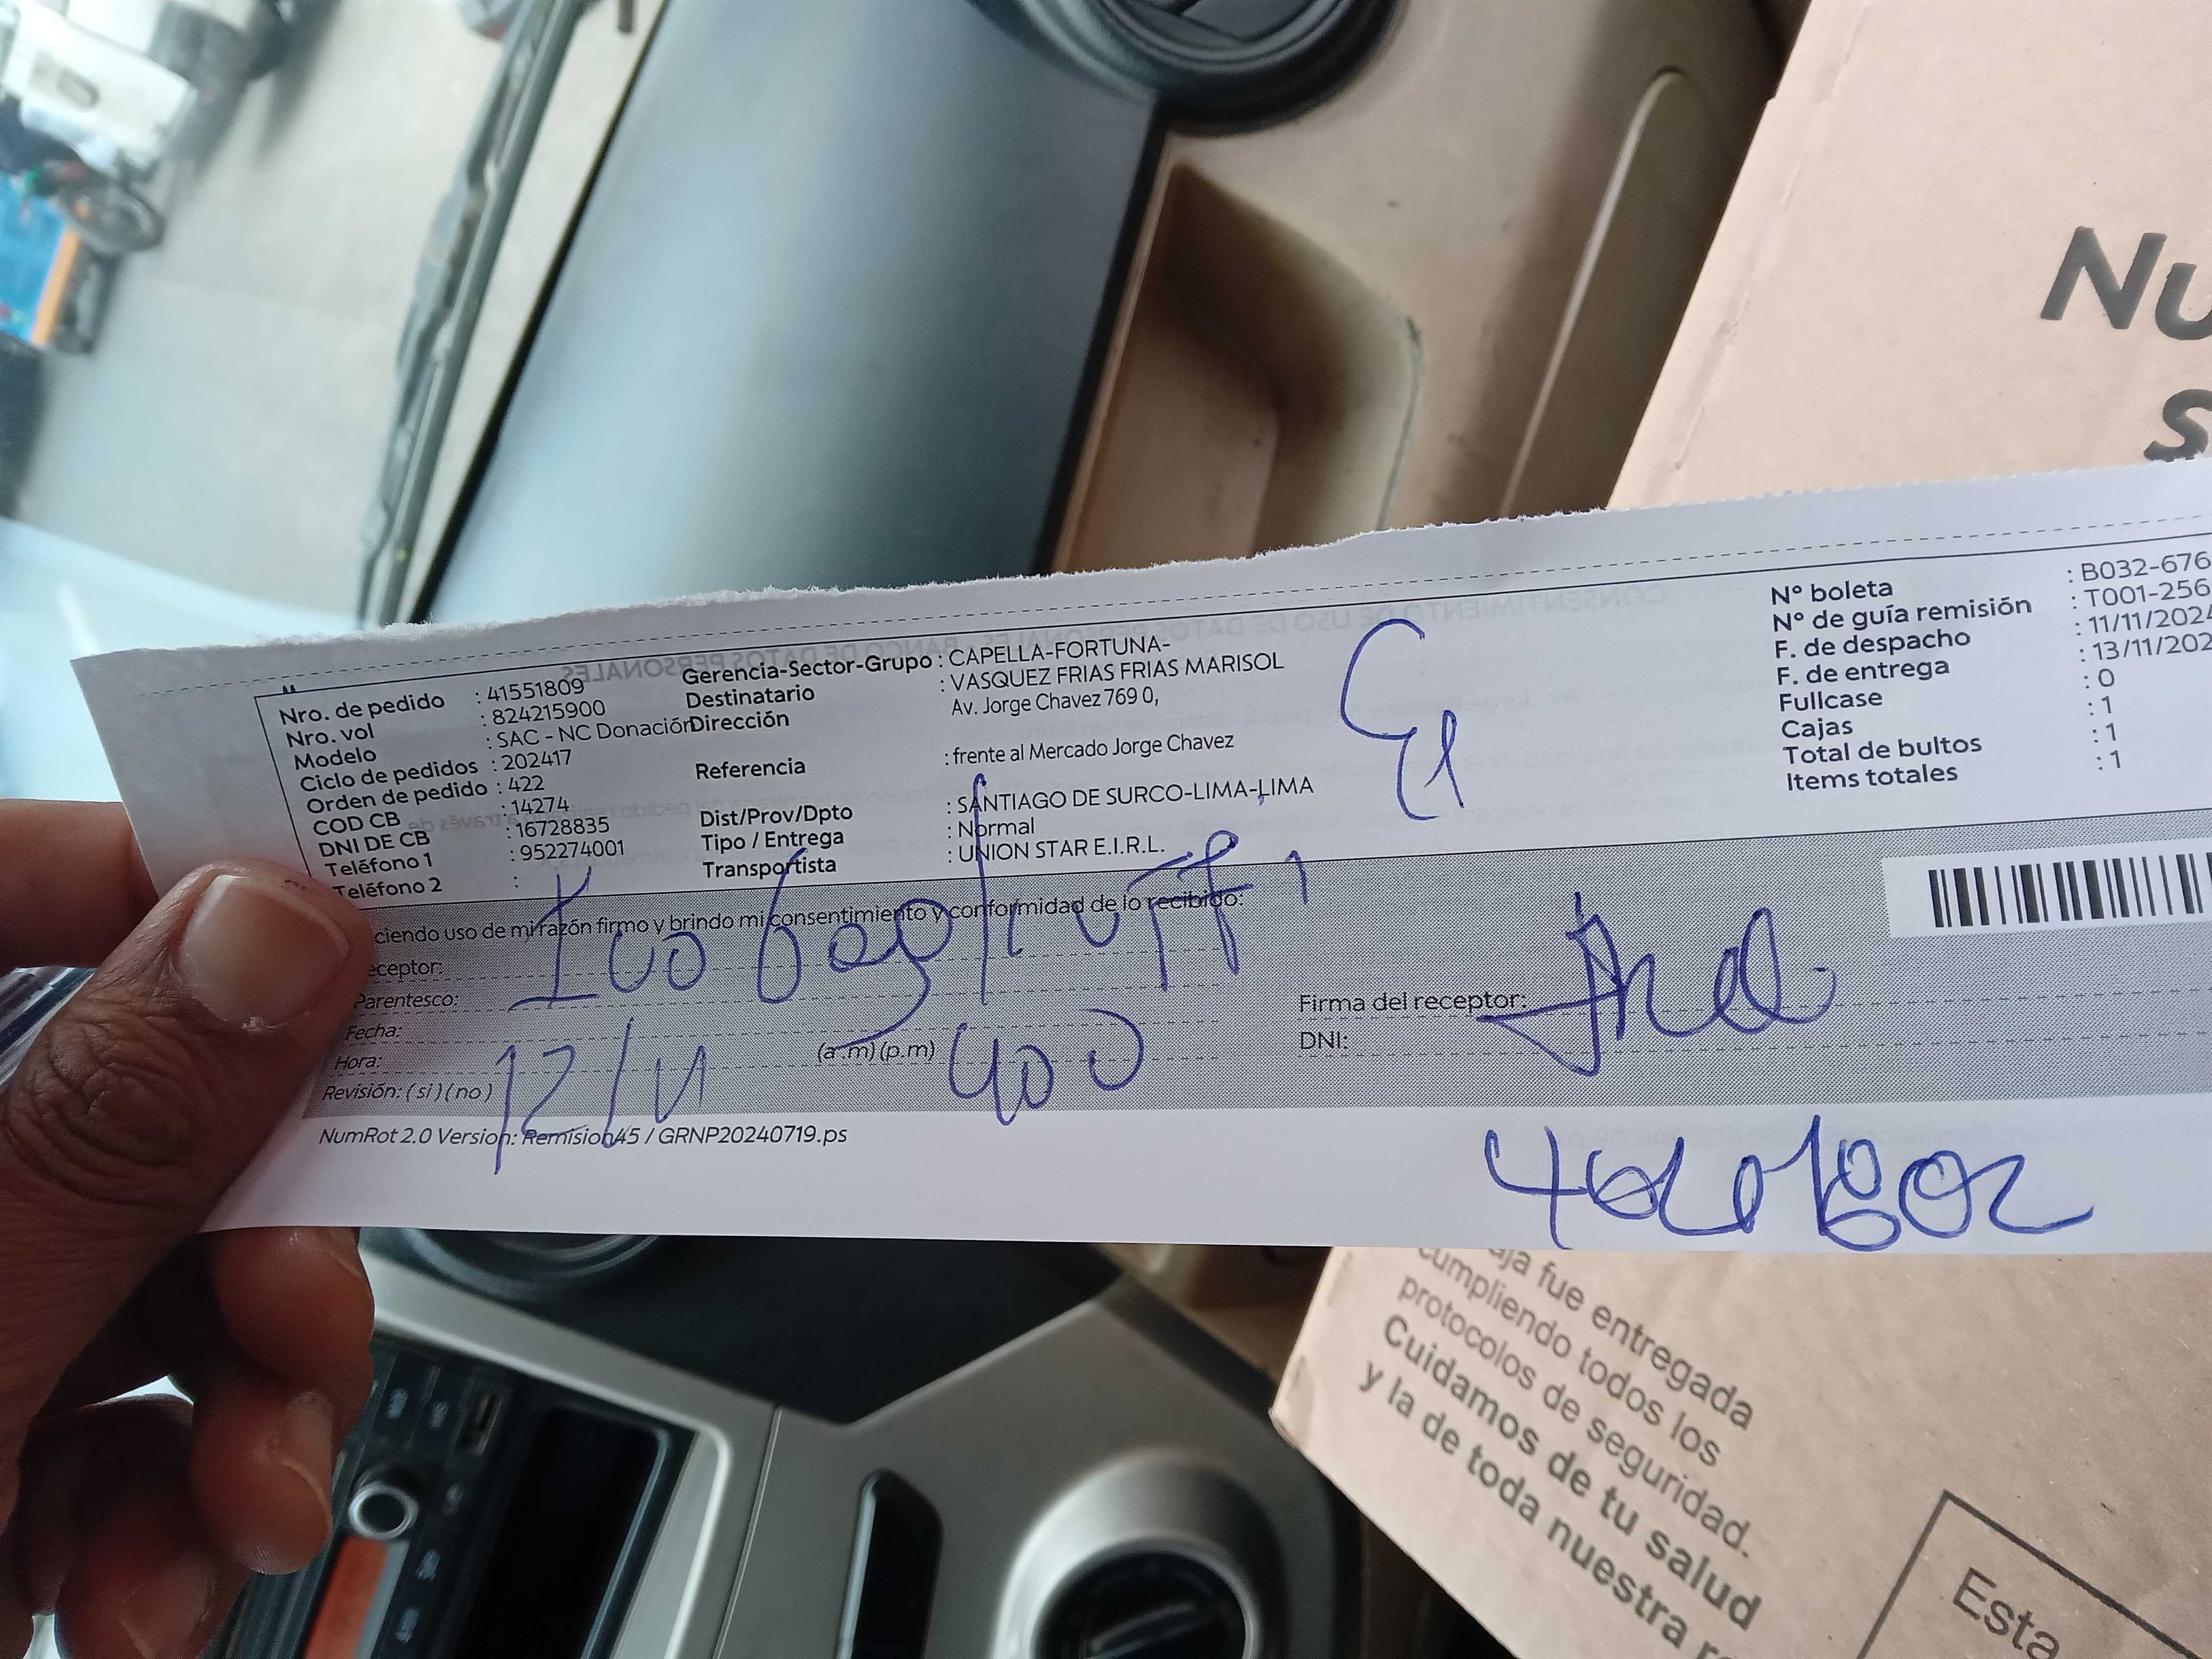 Nu
S
Nro. de pedido : 41551809
Nro. vol : 824215900
Modelo : SAC - NC Donación
Ciclo de pedidos : 202417
Orden de pedido : 422
COD CB : 14274
DNI DE CB : 16728835
Teléfono 1 : 952274001
Teléfono 2 :
Gerencia-Sector-Grupo : CAPELLA-FORTUNA-
Destinatario : VASQUEZ FRIAS FRIAS MARISOL
Dirección Av. Jorge Chavez 769 0,
Referencia : frente al Mercado Jorge Chavez
Dist/Prov/Dpto : SANTIAGO DE SURCO-LIMA-LIMA
Tipo / Entrega : Normal
Transportista : UNION STAR E.I.R.L.
N° boleta : B032-676
N° de guía remisión : T001-256
F. de despacho : 11/11/2024
F. de entrega : 13/11/202
Fullcase : 0
Cajas : 1
Total de bultos : 1
Items totales : 1
ciendo uso de mi razón firmo y brindo mi consentimiento y conformidad de lo recibido:
eceptor:
Parentesco:
Fecha:
Hora: (a.m) (p.m) 400
Revisión: ( si ) ( no ) 12/11
Firma del receptor:
DNI:
NumRot 2.0 Version: Remision45 / GRNP20240719.ps
aja fue entregada
cumpliendo todos los
protocolos de seguridad.
Cuidamos de tu salud
y la de toda nuestra r
Esta